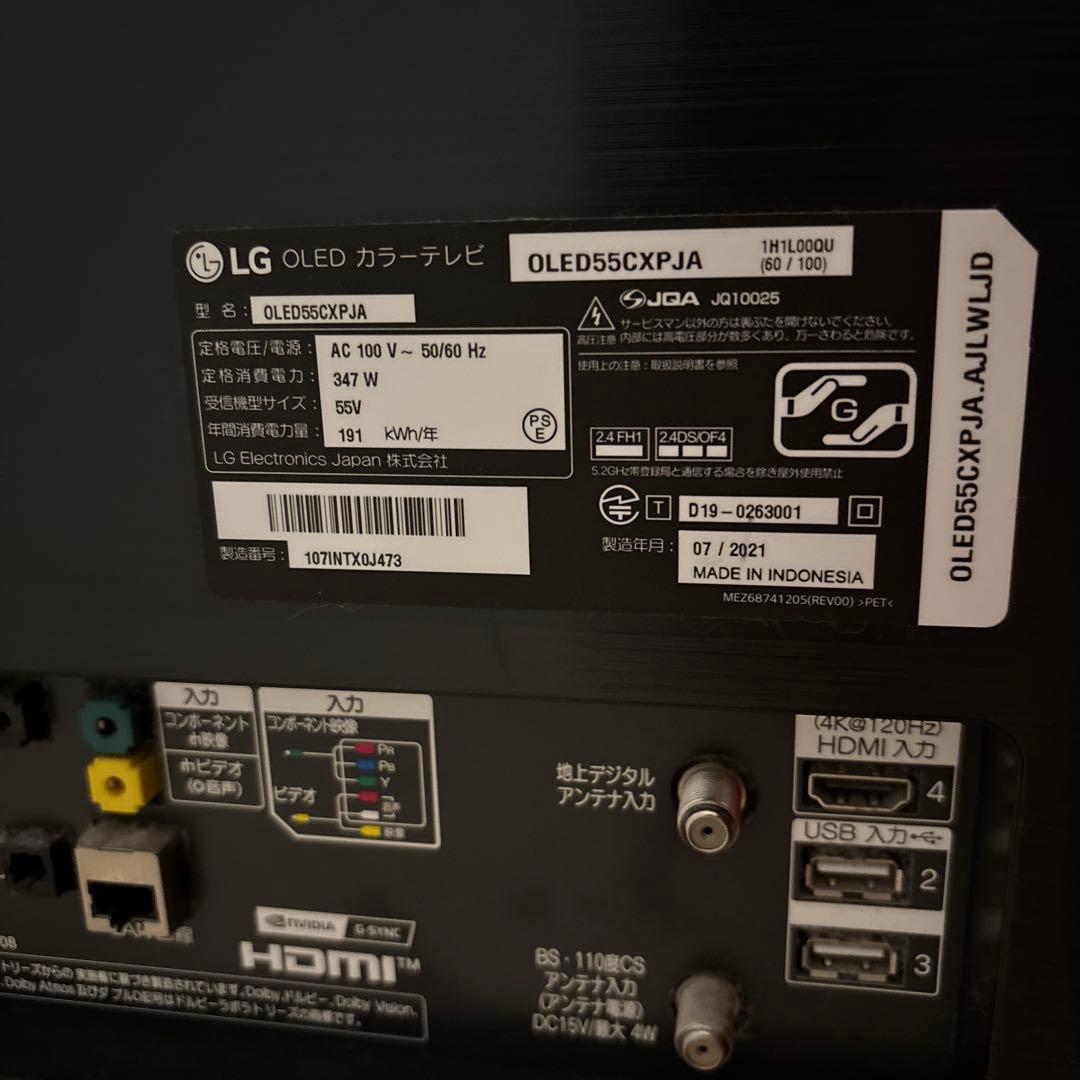 LG OLED カラーテレビ
OLED55CXPJA
1H1L00QU
(60 / 100)
型 名: OLED55CXPJA
定格電圧/電源: AC 100 V ~ 50/60 Hz
定格消費電力: 347 W
受信機型サイズ: 55V
年間消費電力量: 191 kWh/年
PS
E
LG Electronics Japan 株式会社
JQA JQ10025
サービスマン以外の方は裏ぶたを開けないでください。
高圧注意 内部には高電圧部分が数多くあり、万一さわると危険です。
使用上の注意:取扱説明書を参照
G
2.4 FH1 2.4DS/OF4
5.2GHz帯登録局と通信する場合を除き屋外使用禁止
T D19-0263001
製造番号: 107INTX0J473
製造年月: 07 / 2021
MADE IN INDONESIA
MEZ68741205(REV00) >PET<
OLED55CXPJA.AJLWLJD
入力
コンポーネント
映像
ビデオ
(音声)
入力
コンポーネント映像
PR
PB
Y
ビデオ
音声
映像
地上デジタル
アンテナ入力
(4K@120Hz)
HDMI 入力
4
USB 入力
2
3
NVIDIA G-SYNC
HDMI™
BS・110度CS
アンテナ入力
(アンテナ電源)
DC15V/最大 4W